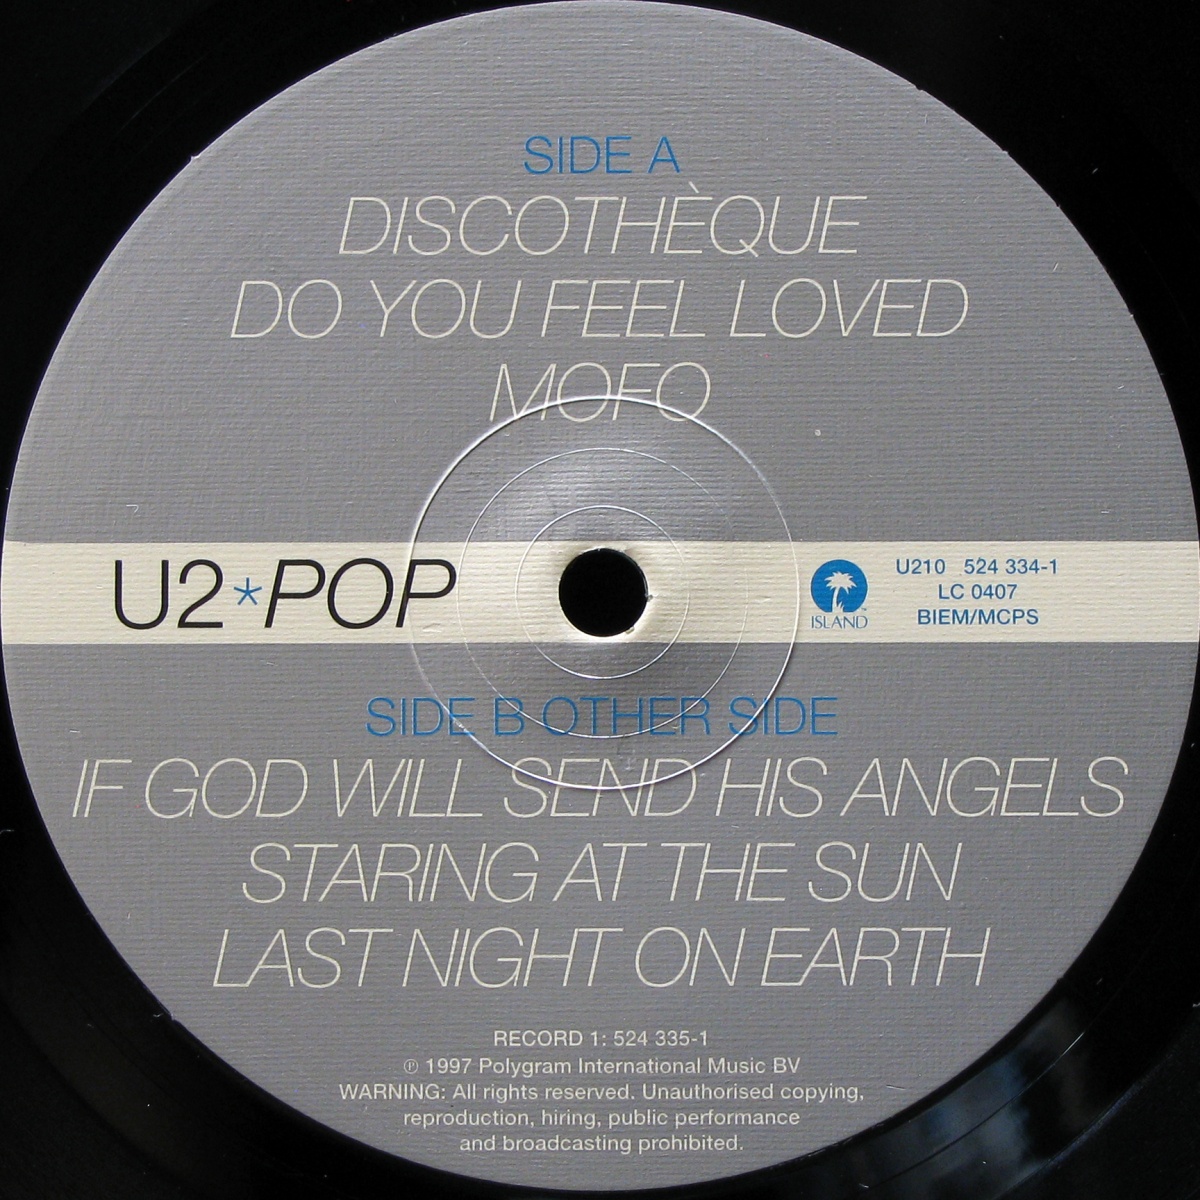 SIDE A
DISCOTHÈQUE
DO YOU FEEL LOVED
MOFO
U2*POP
ISLAND
U210 524 334-1
LC 0407
BIEM/MCPS
SIDE B OTHER SIDE
IF GOD WILL SEND HIS ANGELS
STARING AT THE SUN
LAST NIGHT ON EARTH
RECORD 1: 524 335-1
℗ 1997 Polygram International Music BV
WARNING: All rights reserved. Unauthorised copying,
reproduction, hiring, public performance
and broadcasting prohibited.